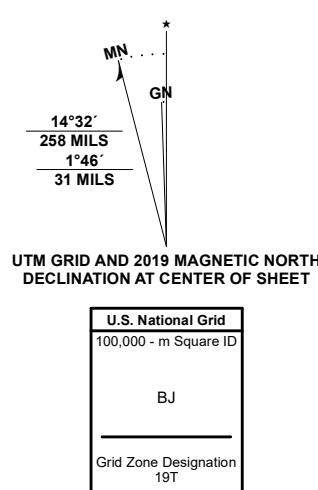 ★
MN
GN
14°32´
258 MILS
1°46´
31 MILS
UTM GRID AND 2019 MAGNETIC NORTH
DECLINATION AT CENTER OF SHEET
U.S. National Grid
100,000 - m Square ID
BJ
Grid Zone Designation
19T